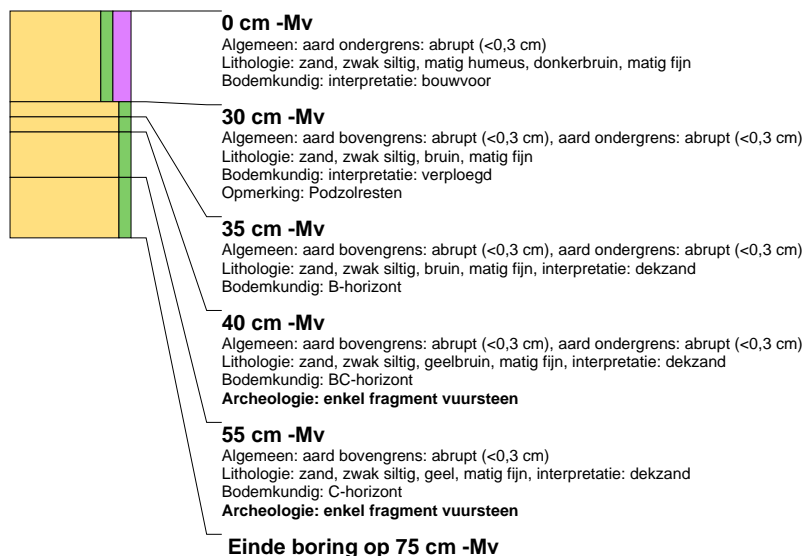 0 cm -Mv
Algemeen: aard ondergrens: abrupt (<0,3 cm)
Lithologie: zand, zwak siltig, matig humeus, donkerbruin, matig fijn
Bodemkundig: interpretatie: bouwvoor
30 cm -Mv
Algemeen: aard bovengrens: abrupt (<0,3 cm), aard ondergrens: abrupt (<0,3 cm)
Lithologie: zand, zwak siltig, bruin, matig fijn
Bodemkundig: interpretatie: verploegd
Opmerking: Podzolresten
35 cm -Mv
Algemeen: aard bovengrens: abrupt (<0,3 cm), aard ondergrens: abrupt (<0,3 cm)
Lithologie: zand, zwak siltig, bruin, matig fijn, interpretatie: dekzand
Bodemkundig: B-horizont
40 cm -Mv
Algemeen: aard bovengrens: abrupt (<0,3 cm), aard ondergrens: abrupt (<0,3 cm)
Lithologie: zand, zwak siltig, geelbruin, matig fijn, interpretatie: dekzand
Bodemkundig: BC-horizont
Archeologie: enkel fragment vuursteen
55 cm -Mv
Algemeen: aard bovengrens: abrupt (<0,3 cm)
Lithologie: zand, zwak siltig, geel, matig fijn, interpretatie: dekzand
Bodemkundig: C-horizont
Archeologie: enkel fragment vuursteen
Einde boring op 75 cm -Mv